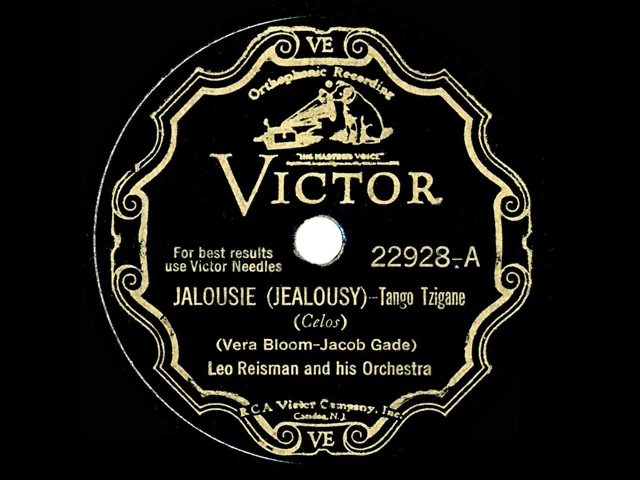 VE
Orthophonic Recording
"HIS MASTER'S VOICE"
VICTOR
For best results
use Victor Needles
22928-A
JALOUSIE (JEALOUSY)-Tango Tzigane
(Celos)
(Vera Bloom-Jacob Gade)
Leo Reisman and his Orchestra
RCA Victor Company, Inc.
Camden, N.J.
VE